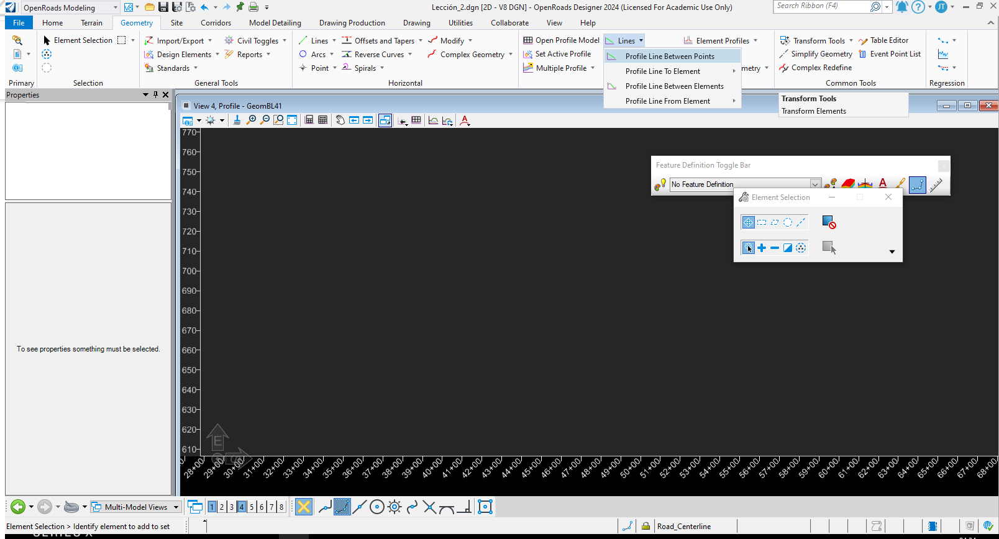 OpenRoads Modeling
Lección_2.dgn [2D - V8 DGN] - OpenRoads Designer 2024 (Licensed For Academic Use Only)
Search Ribbon (F4)
JT
File Home Terrain Geometry Site Corridors Model Detailing Drawing Production Drawing Utilities Collaborate View Help
Element Selection
Import/Export
Civil Toggles
Lines
Offsets and Tapers
Modify
Open Profile Model
Lines
Element Profiles
Transform Tools
Table Editor
Design Elements
Reports
Arcs
Reverse Curves
Complex Geometry
Set Active Profile
Profile Line Between Points
Simplify Geometry
Event Point List
Standards
Point
Spirals
Multiple Profile
Profile Line To Element
metry
Complex Redefine
Primary
Selection
General Tools
Horizontal
Profile Line Between Elements
Common Tools
Regression
Profile Line From Element
Transform Tools
Transform Elements
Properties
View 4, Profile - GeomBL41
770
760
750
740
730
720
710
700
690
680
670
660
650
640
630
620
610
Feature Definition Toggle Bar
No Feature Definition
Element Selection
To see properties something must be selected.
E
28+00 29+00 30+00 31+00 32+00 33+00 34+00 35+00 36+00 37+00 38+00 39+00 40+00 41+00 42+00 43+00 44+00 45+00 46+00 47+00 48+00 49+00 50+00 51+00 52+00 53+00 54+00 55+00 56+00 57+00 58+00 59+00 60+00 61+00 62+00 63+00 64+00 65+00 66+00 67+00 68+00
Multi-Model Views
1 2 3 4 5 6 7 8
Element Selection > Identify element to add to set
Road_Centerline